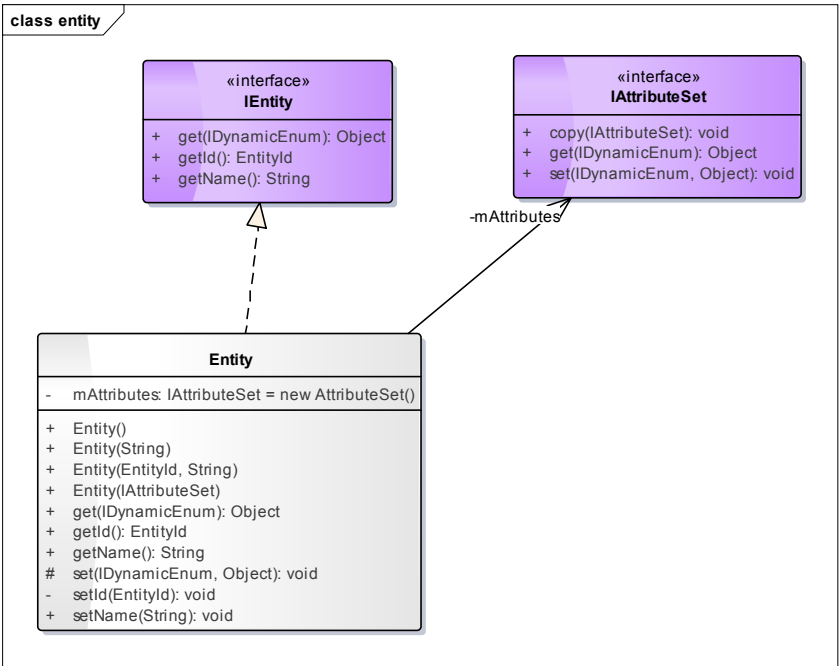 class entity
«interface»
IEntity
+ get(IDynamicEnum): Object
+ getId(): EntityId
+ getName(): String
«interface»
IAttributeSet
+ copy(IAttributeSet): void
+ get(IDynamicEnum): Object
+ set(IDynamicEnum, Object): void
-mAttributes
Entity
- mAttributes: IAttributeSet = new AttributeSet()
+ Entity()
+ Entity(String)
+ Entity(EntityId, String)
+ Entity(IAttributeSet)
+ get(IDynamicEnum): Object
+ getId(): EntityId
+ getName(): String
# set(IDynamicEnum, Object): void
- setId(EntityId): void
+ setName(String): void